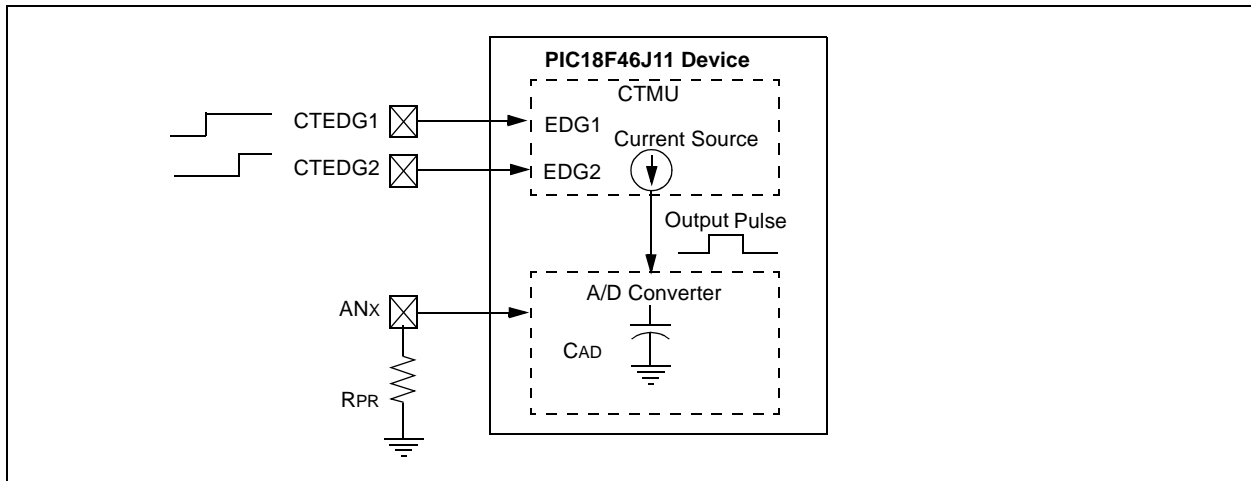 PIC18F46J11 Device
CTMU
CTEDG1
EDG1
Current Source
CTEDG2
EDG2
Output Pulse
A/D Converter
ANX
CAD
RPR